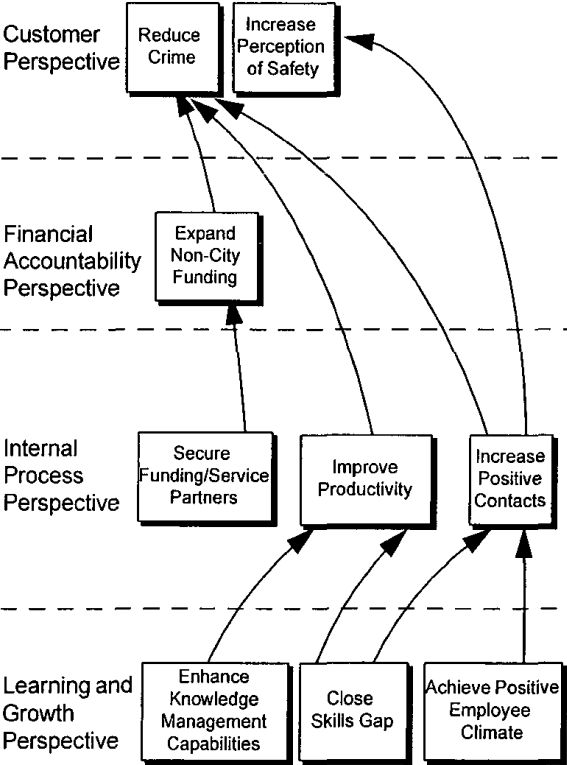 Customer
Perspective
Reduce
Crime
Increase
Perception
of Safety
Financial
Accountability
Perspective
Expand
Non-City
Funding
Internal
Process
Perspective
Secure
Funding/Service
Partners
Improve
Productivity
Increase
Positive
Contacts
Learning and
Growth
Perspective
Enhance
Knowledge
Management
Capabilities
Close
Skills Gap
Achieve Positive
Employee
Climate